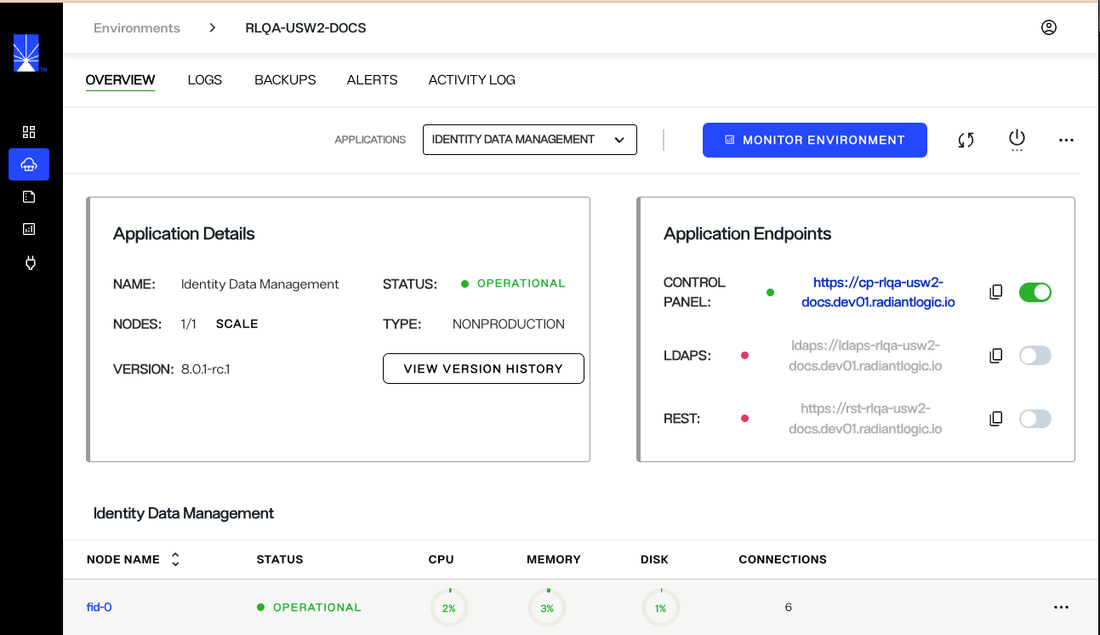 Environments > RLQA-USW2-DOCS
OVERVIEW LOGS BACKUPS ALERTS ACTIVITY LOG
APPLICATIONS IDENTITY DATA MANAGEMENT MONITOR ENVIRONMENT
Application Details
NAME: Identity Data Management STATUS: OPERATIONAL
NODES: 1/1 SCALE TYPE: NONPRODUCTION
VERSION: 8.0.1-rc.1 VIEW VERSION HISTORY
Application Endpoints
CONTROL PANEL: https://cp-rlqa-usw2-
docs.dev01.radiantlogic.io
LDAPS: ldaps://ldaps-rlqa-usw2-
docs.dev01.radiantlogic.io
REST: https://rst-rlqa-usw2-
docs.dev01.radiantlogic.io
Identity Data Management
NODE NAME STATUS CPU MEMORY DISK CONNECTIONS
fid-0 OPERATIONAL 2% 3% 1% 6